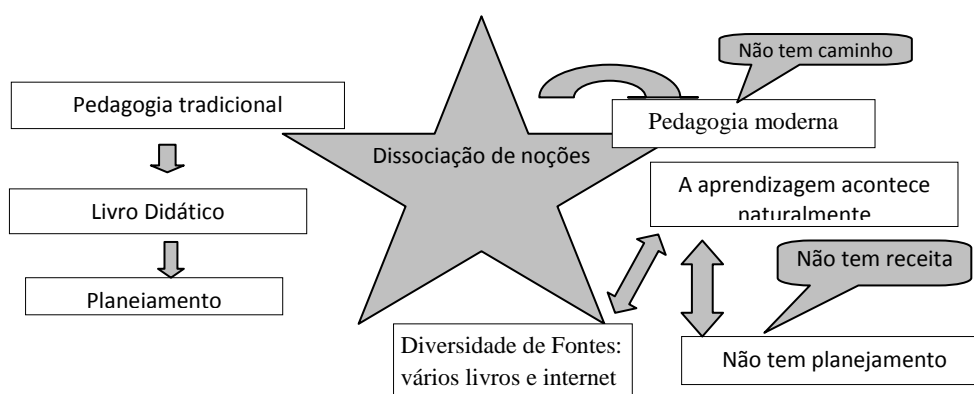 Não tem caminho
Pedagogia tradicional
Pedagogia moderna
Dissociação de noções
A aprendizagem acontece
naturalmente
Livro Didático
Não tem receita
Planejamento
Diversidade de Fontes:
vários livros e internet
Não tem planejamento